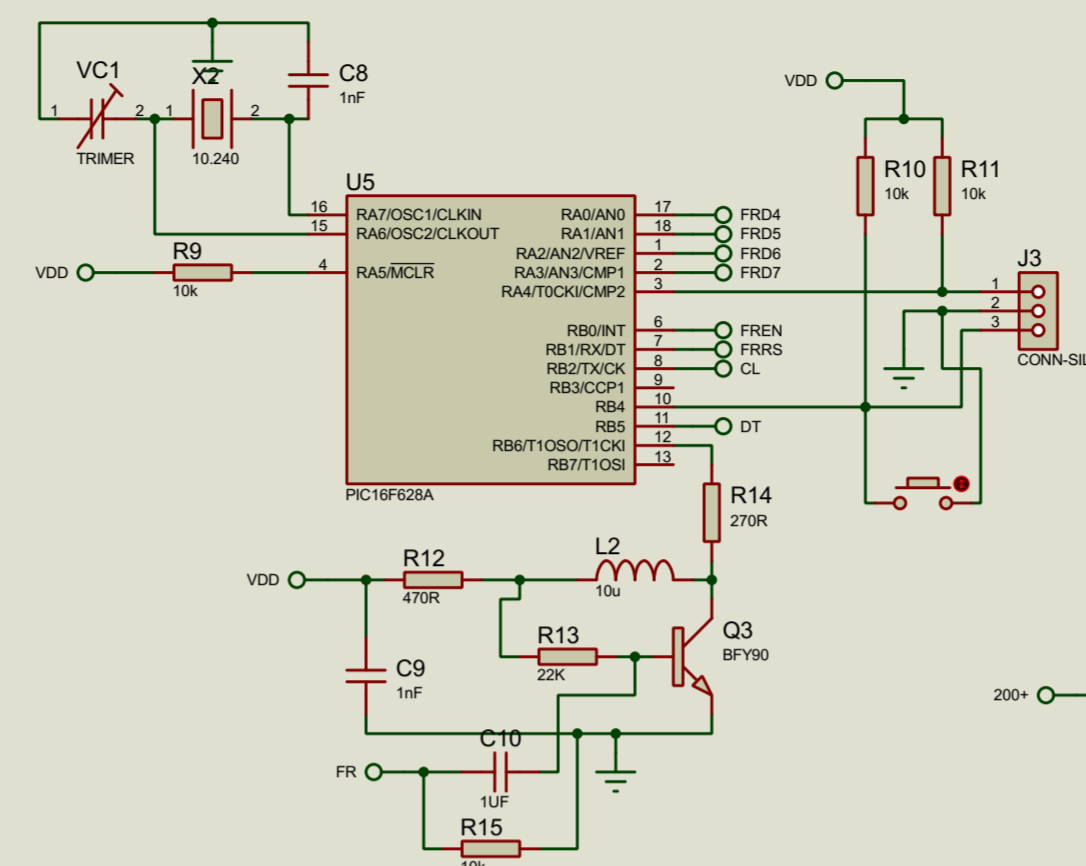 VC1
1
2
TRIMER
X2
1
2
10.240
C8
1nF
VDD
R10
10k
R11
10k
U5
16
RA7/OSC1/CLKIN
15
RA6/OSC2/CLKOUT
4
RA5/MCLR
RA0/AN0
17
FRD4
RA1/AN1
18
FRD5
RA2/AN2/VREF
1
FRD6
RA3/AN3/CMP1
2
FRD7
RA4/T0CKI/CMP2
3
RB0/INT
6
FREN
RB1/RX/DT
7
FRRS
RB2/TX/CK
8
CL
RB3/CCP1
9
RB4
10
RB5
11
DT
RB6/T1OSO/T1CKI
12
RB7/T1OSI
13
PIC16F628A
VDD
R9
10k
J3
1
2
3
CONN-SIL
R14
270R
VDD
R12
470R
L2
10u
R13
22K
Q3
BFY90
C9
1nF
200+
C10
1UF
FR
R15
10k